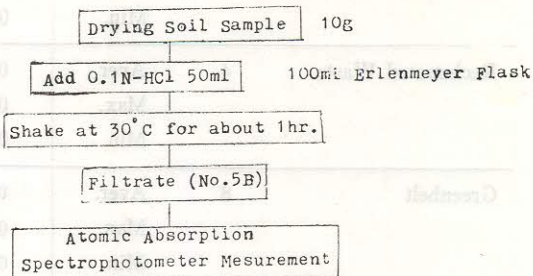 Drying Soil Sample 10g
Add 0.1N-HCl 50ml 100ml Erlenmeyer Flask
Shake at 30°C for about 1hr.
Filtrate (No.5B)
Atomic Absorption
Spectrophotometer Mesurement